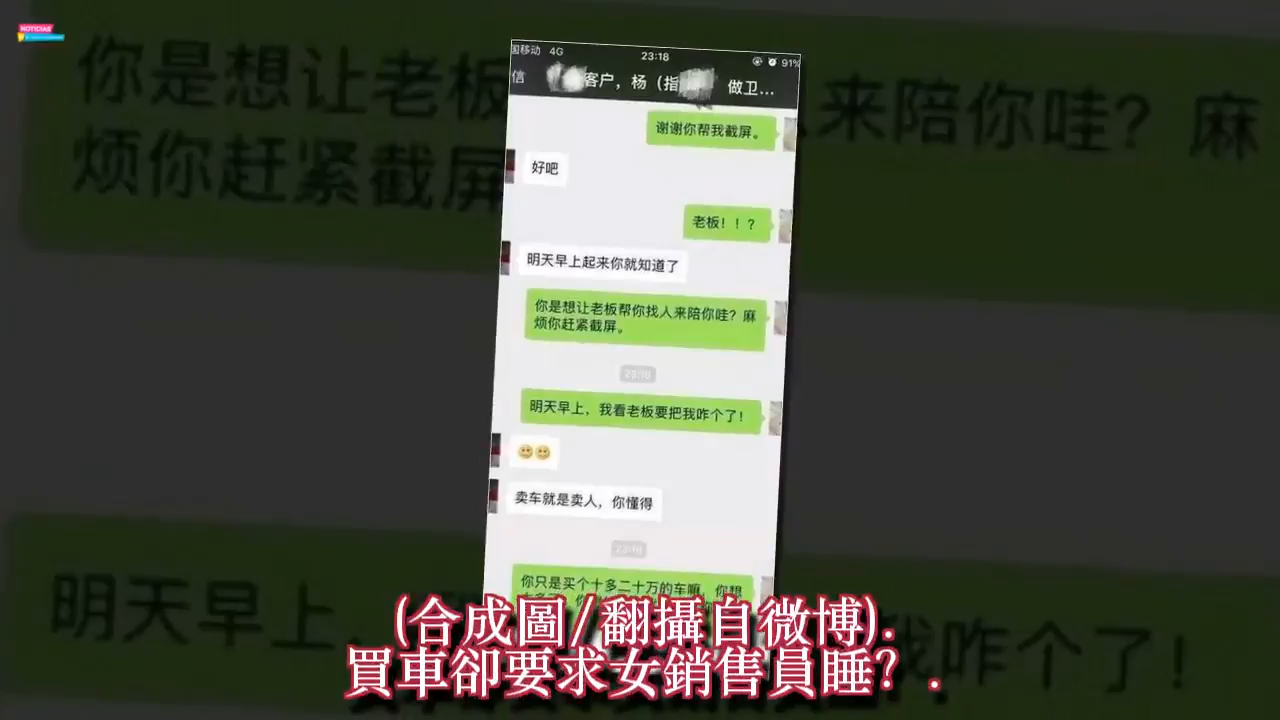 NOTICIAS
国移动 4G 23:18 91%
信 客户，杨（指 做卫...
谢谢你帮我截屏。
好吧
老板！！？
明天早上起来你就知道了
你是想让老板帮你找人来陪你哇？麻
烦你赶紧截屏。
23:18
明天早上，我看老板要把我咋个了！
卖车就是卖人，你懂得
23:18
你只是买个十多二十万的车嘛，你想
(合成圖/翻攝自微博).
買車卻要求女銷售員睡？.
你是想让老板
来陪你哇？麻
烦你赶紧截屏
明天早上，
我咋个了！